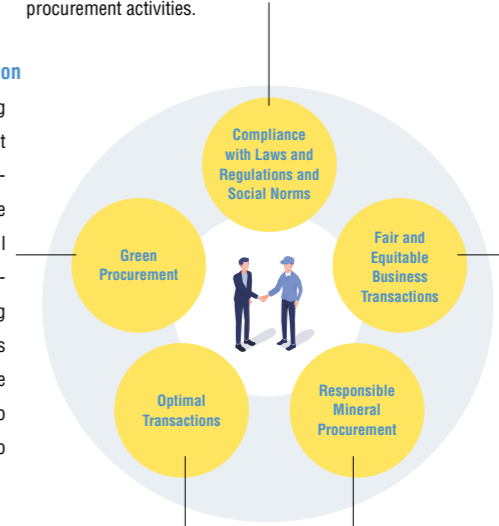 procurement activities.
on
g
t
-
e
l
-
g
s
e
o
o
Compliance
with Laws and
Regulations and
Social Norms
Green
Procurement
Fair and
Equitable
Business
Transactions
Optimal
Transactions
Responsible
Mineral
Procurement